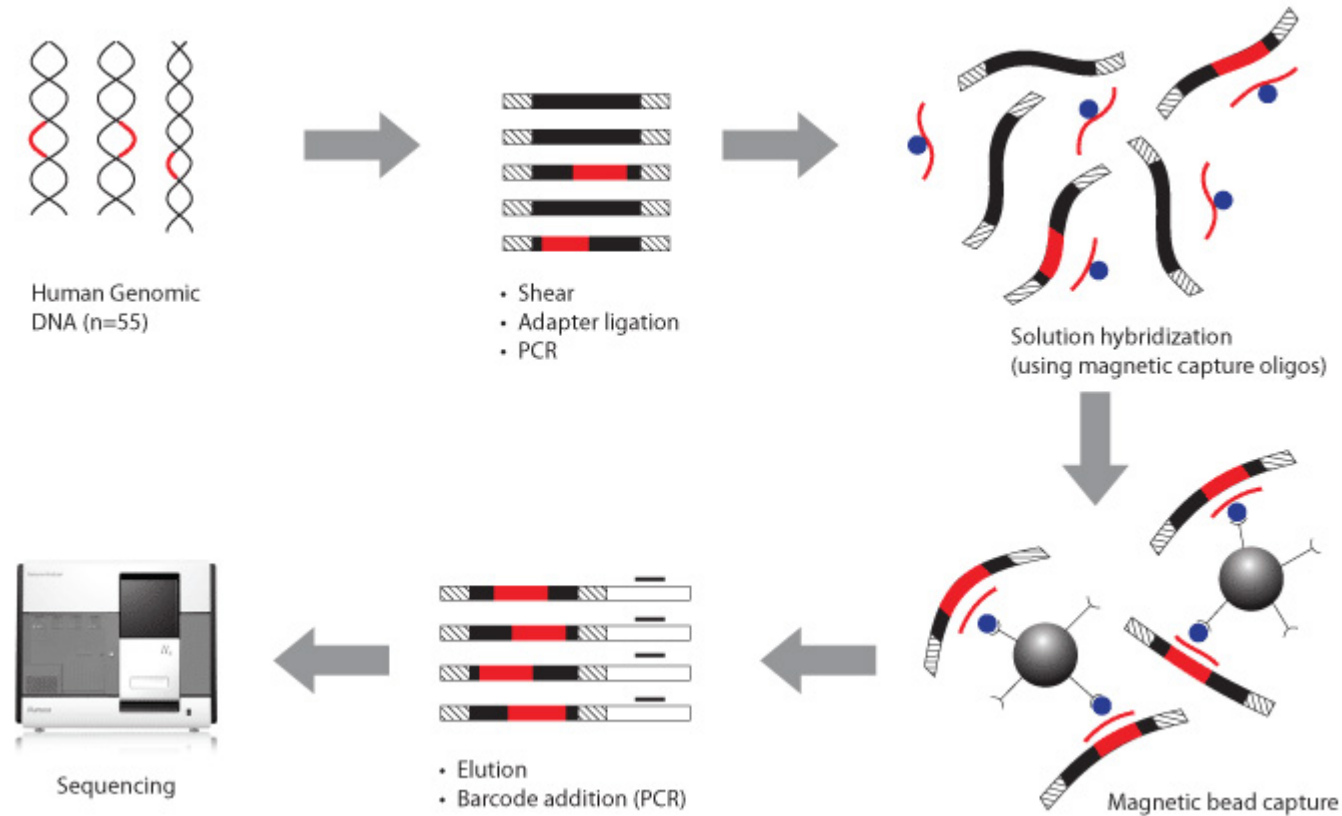 Human Genomic
DNA (n=55)
• Shear
• Adapter ligation
• PCR
Solution hybridization
(using magnetic capture oligos)
Magnetic bead capture
• Elution
• Barcode addition (PCR)
Sequencing